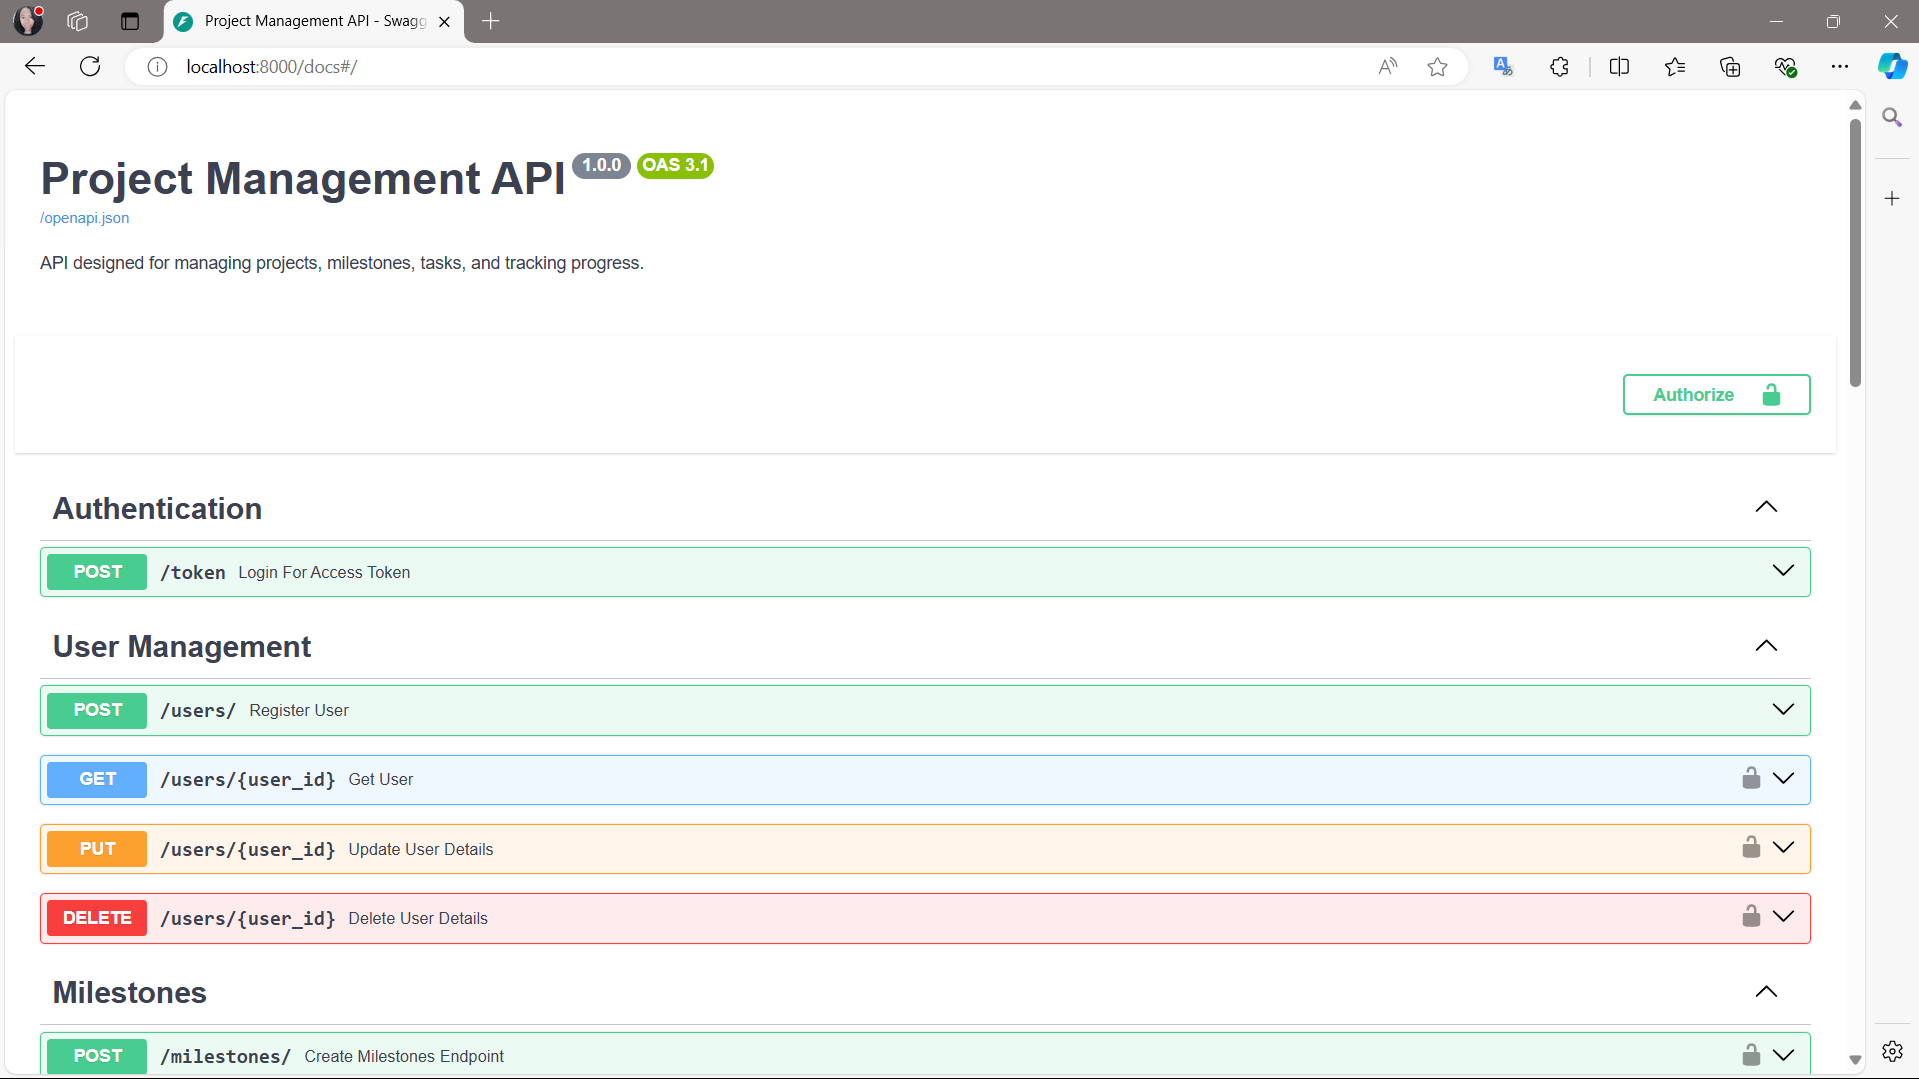 Project Management API - Swagg
localhost:8000/docs#/
Project Management API 1.0.0 OAS 3.1
/openapi.json
API designed for managing projects, milestones, tasks, and tracking progress.
Authorize
Authentication
POST /token Login For Access Token
User Management
POST /users/ Register User
GET /users/{user_id} Get User
PUT /users/{user_id} Update User Details
DELETE /users/{user_id} Delete User Details
Milestones
POST /milestones/ Create Milestones Endpoint